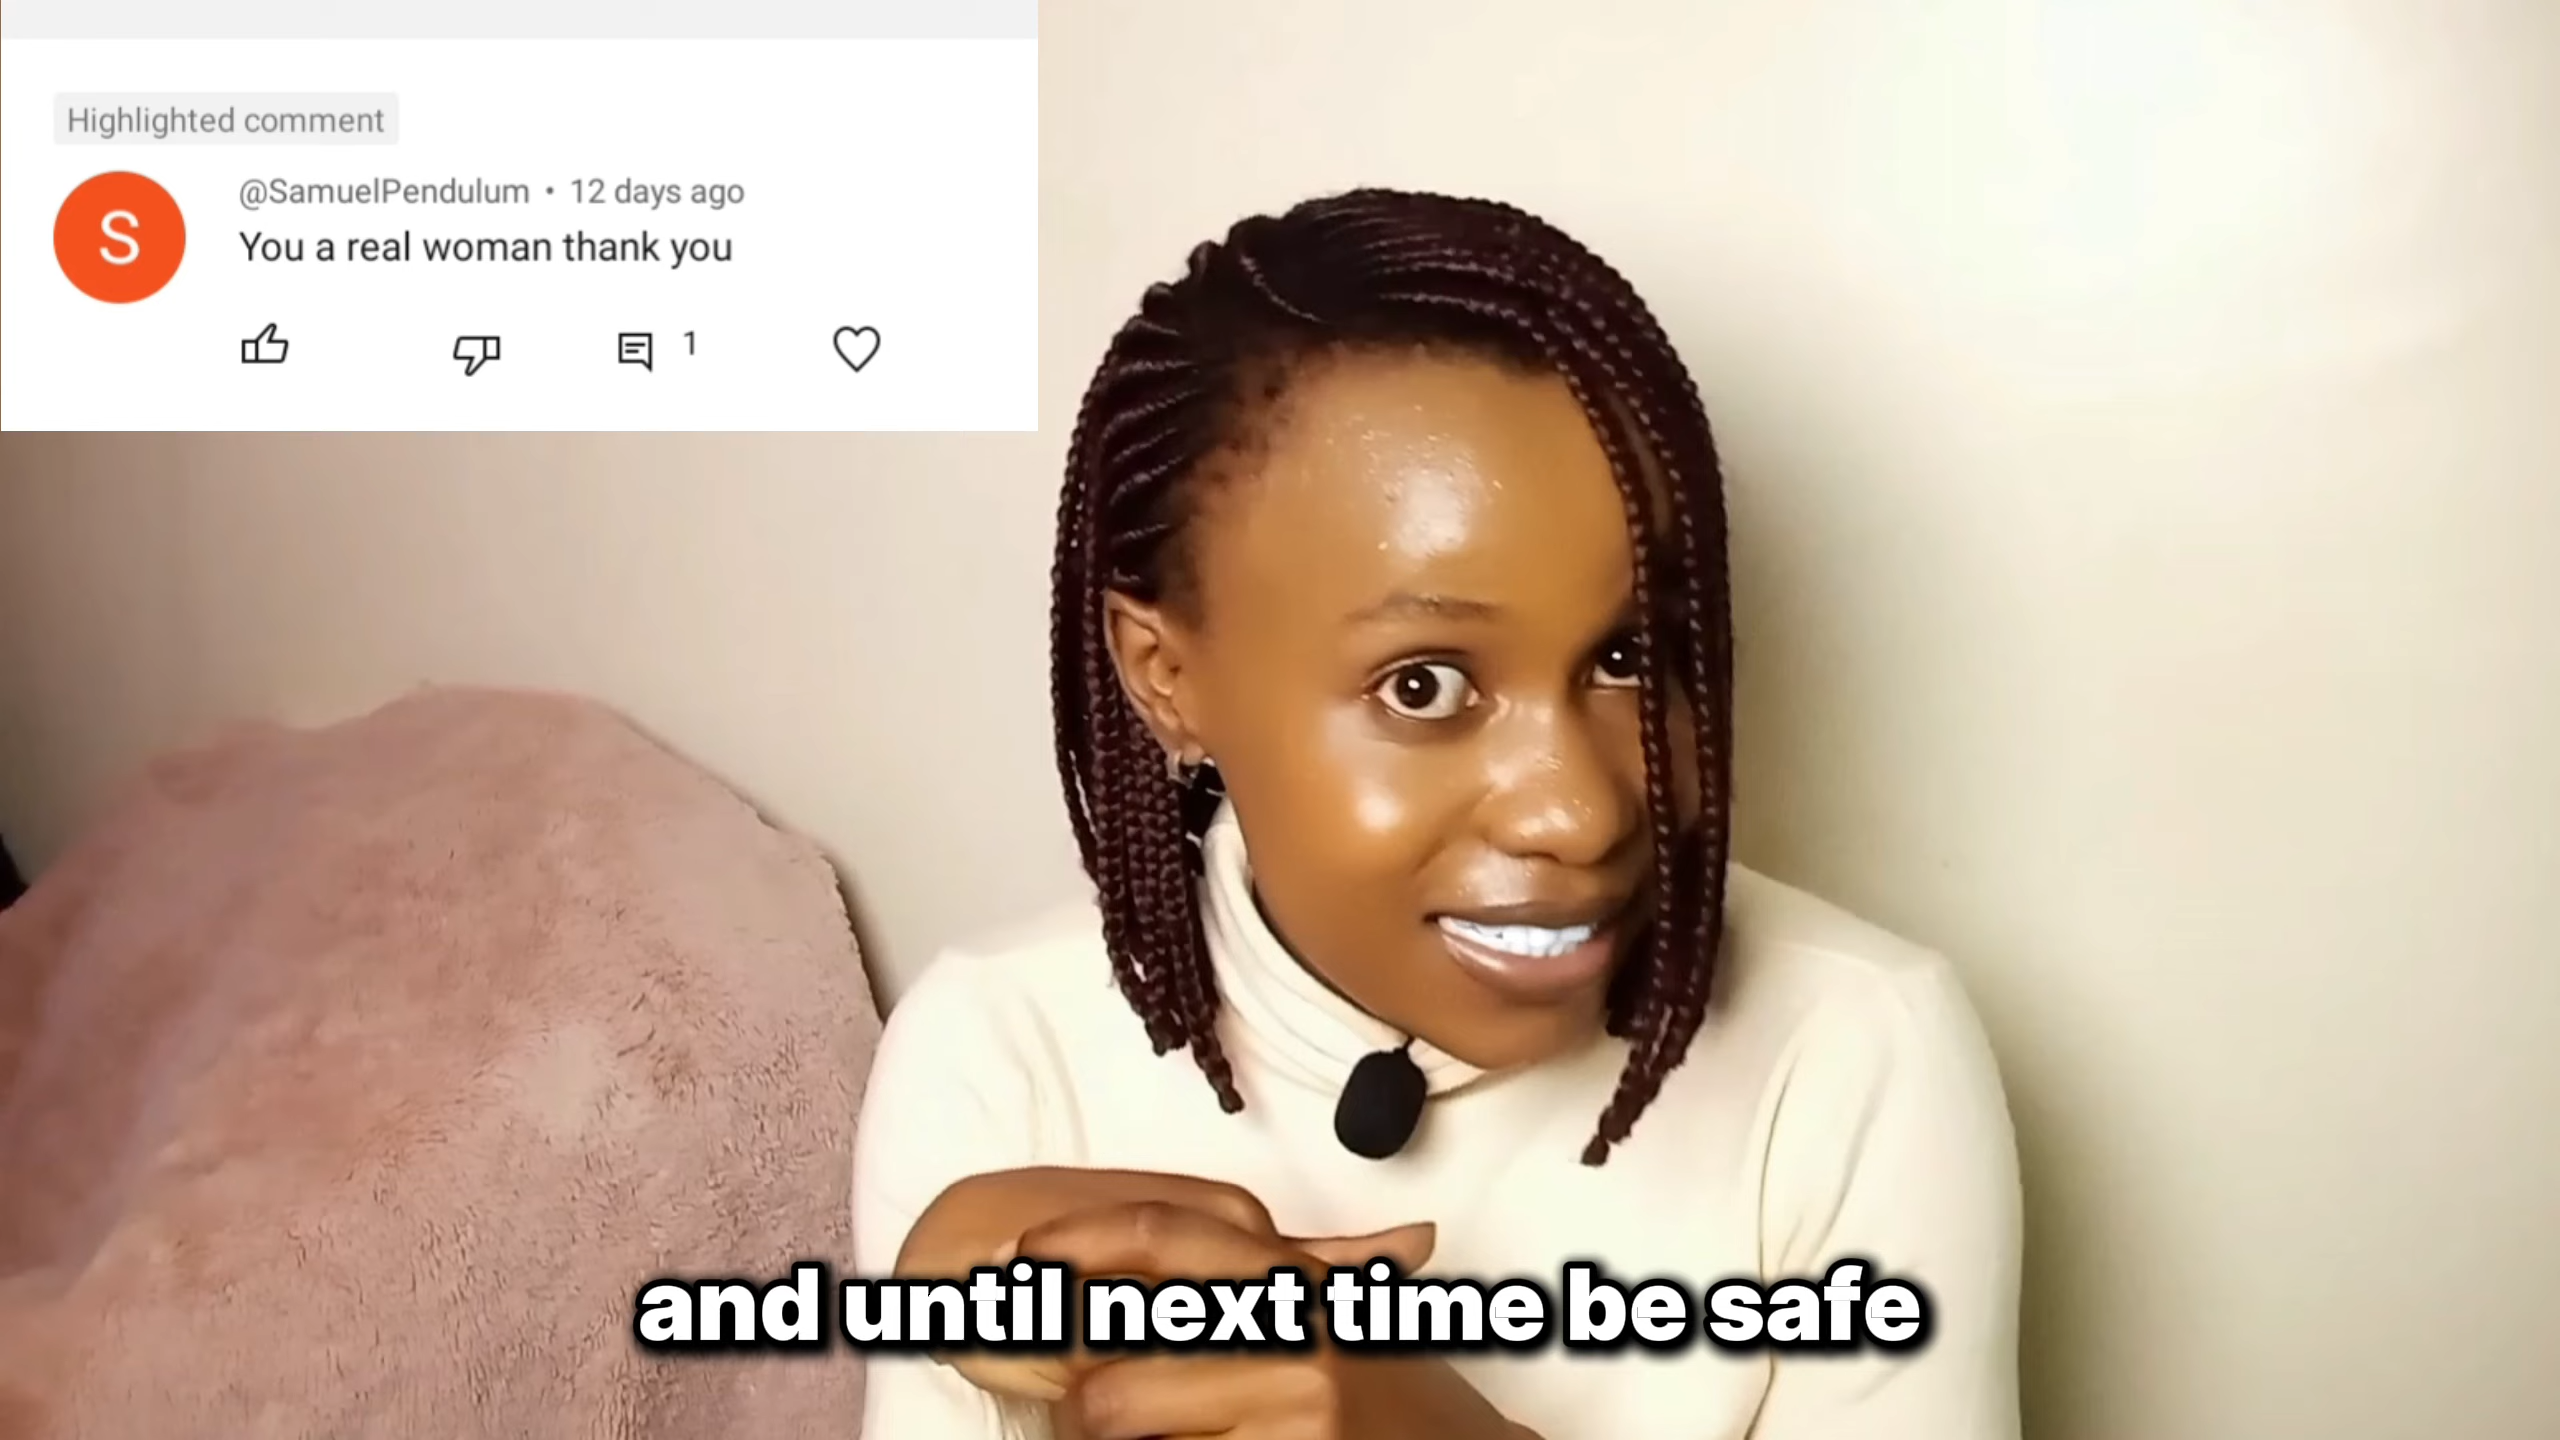 Highlighted comment
S
@SamuelPendulum • 12 days ago
You a real woman thank you
1
and until next time be safe